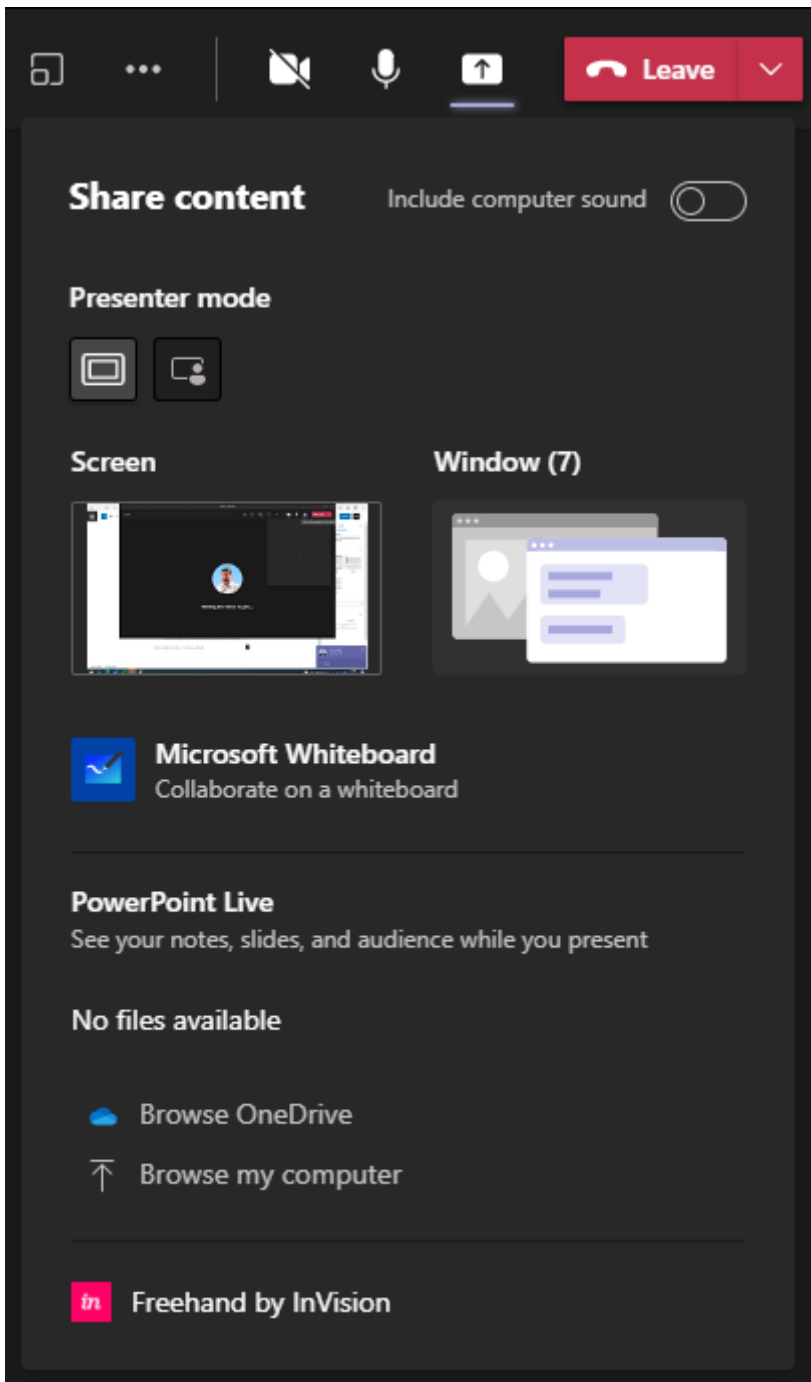 Leave
Share content
Include computer sound
Presenter mode
Screen
Window (7)
Microsoft Whiteboard
Collaborate on a whiteboard
PowerPoint Live
See your notes, slides, and audience while you present
No files available
Browse OneDrive
Browse my computer
in
Freehand by InVision